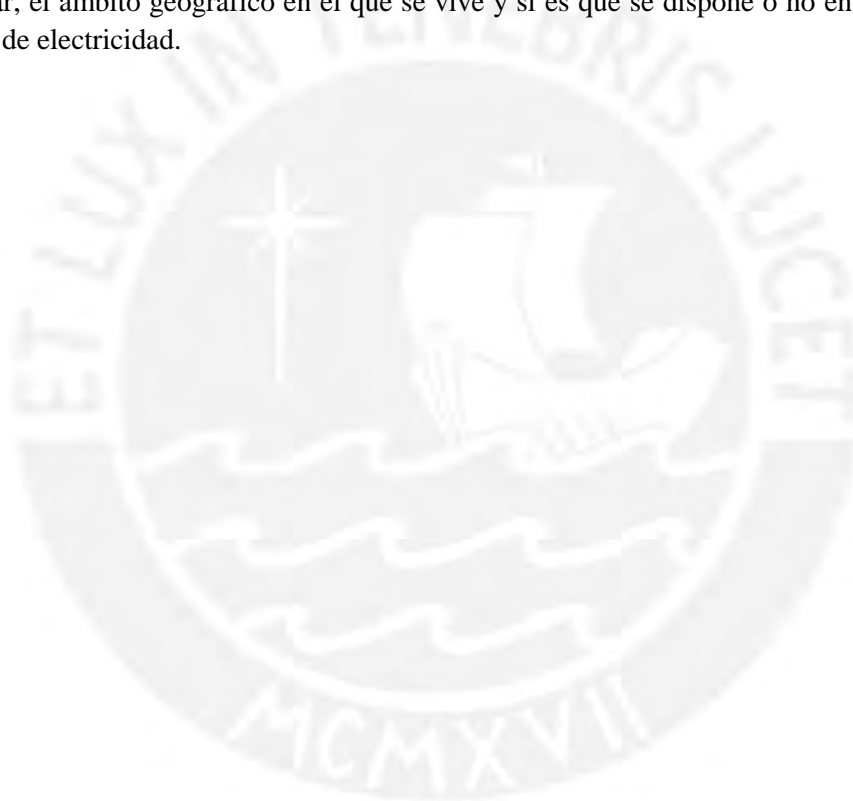 ar, el ámbito geográfico en el que se vive y si es que se dispone o no en
de electricidad.
ET LUX IN TENEBRIS LUCET
MCMXVII